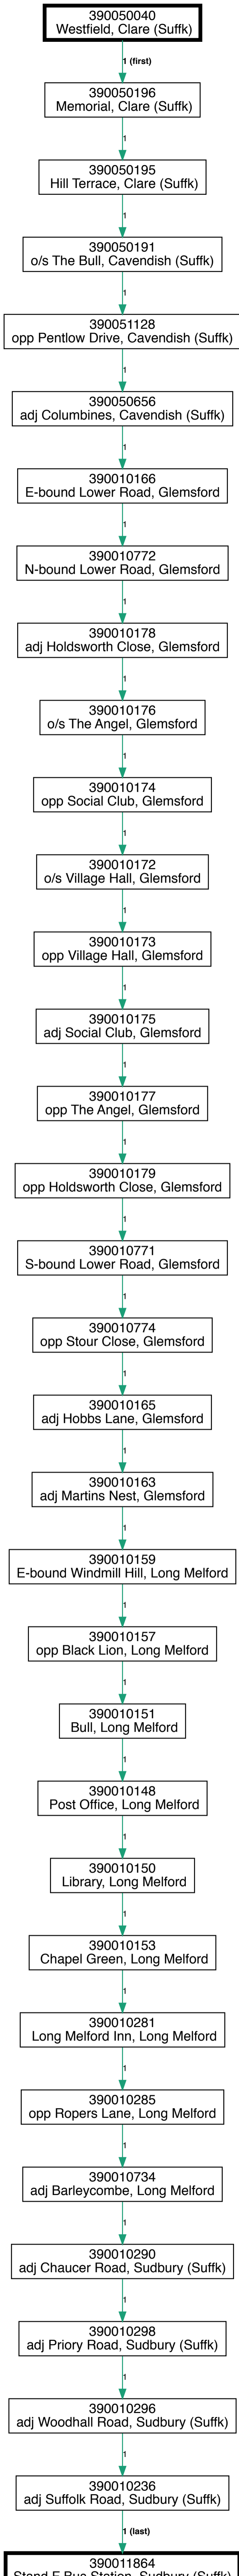 390050040
Westfield, Clare (Suffk)
1 (first)
390050196
Memorial, Clare (Suffk)
1
390050195
Hill Terrace, Clare (Suffk)
1
390050191
o/s The Bull, Cavendish (Suffk)
1
390051128
opp Pentlow Drive, Cavendish (Suffk)
1
390050656
adj Columbines, Cavendish (Suffk)
1
390010166
E-bound Lower Road, Glemsford
1
390010772
N-bound Lower Road, Glemsford
1
390010178
adj Holdsworth Close, Glemsford
1
390010176
o/s The Angel, Glemsford
1
390010174
opp Social Club, Glemsford
1
390010172
o/s Village Hall, Glemsford
1
390010173
opp Village Hall, Glemsford
1
390010175
adj Social Club, Glemsford
1
390010177
opp The Angel, Glemsford
1
390010179
opp Holdsworth Close, Glemsford
1
390010771
S-bound Lower Road, Glemsford
1
390010774
opp Stour Close, Glemsford
1
390010165
adj Hobbs Lane, Glemsford
1
390010163
adj Martins Nest, Glemsford
1
390010159
E-bound Windmill Hill, Long Melford
1
390010157
opp Black Lion, Long Melford
1
390010151
Bull, Long Melford
1
390010148
Post Office, Long Melford
1
390010150
Library, Long Melford
1
390010153
Chapel Green, Long Melford
1
390010281
Long Melford Inn, Long Melford
1
390010285
opp Ropers Lane, Long Melford
1
390010734
adj Barleycombe, Long Melford
1
390010290
adj Chaucer Road, Sudbury (Suffk)
1
390010298
adj Priory Road, Sudbury (Suffk)
1
390010296
adj Woodhall Road, Sudbury (Suffk)
1
390010236
adj Suffolk Road, Sudbury (Suffk)
1 (last)
390011864
Stand F Bus Station, Sudbury (Suffk)